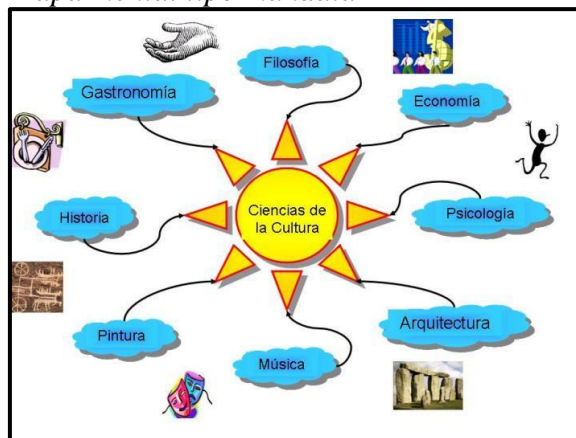 Filosofía
Gastronomía
Economía
Historia
Ciencias de
la Cultura
Psicología
Pintura
Música
Arquitectura